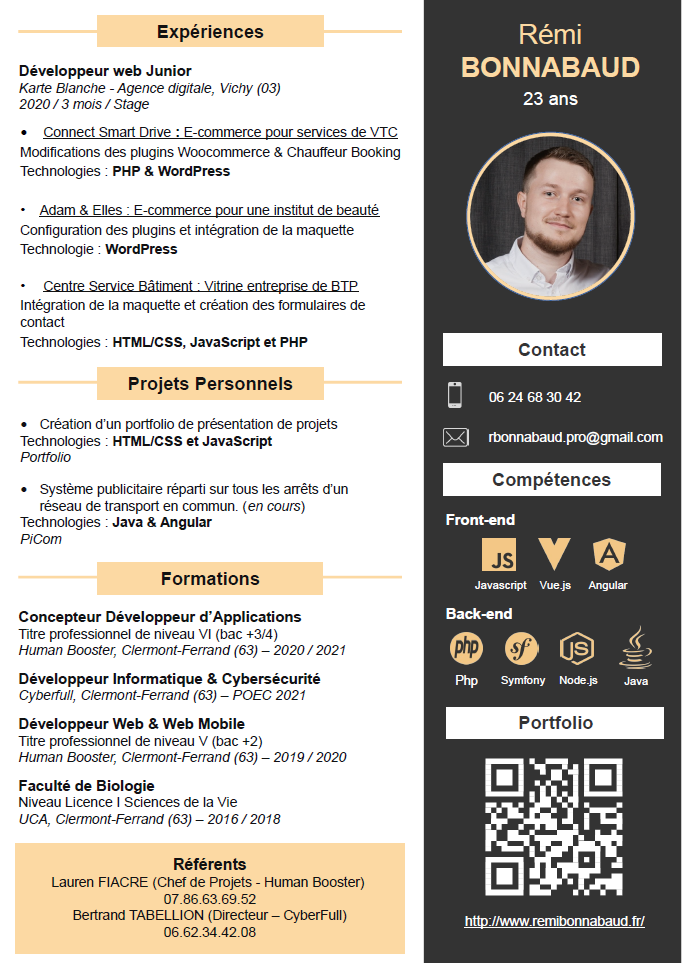 Expériences
Développeur web Junior
Karte Blanche - Agence digitale, Vichy (03)
2020 / 3 mois / Stage
• Connect Smart Drive : E-commerce pour services de VTC
Modifications des plugins Woocommerce & Chauffeur Booking
Technologies : PHP & WordPress
• Adam & Elles : E-commerce pour une institut de beauté
Configuration des plugins et intégration de la maquette
Technologie : WordPress
• Centre Service Bâtiment : Vitrine entreprise de BTP
Intégration de la maquette et création des formulaires de
contact
Technologies : HTML/CSS, JavaScript et PHP
Projets Personnels
• Création d'un portfolio de présentation de projets
Technologies : HTML/CSS et JavaScript
Portfolio
• Système publicitaire réparti sur tous les arrêts d'un
réseau de transport en commun. (en cours)
Technologies : Java & Angular
PiCom
Formations
Concepteur Développeur d'Applications
Titre professionnel de niveau VI (bac +3/4)
Human Booster, Clermont-Ferrand (63) – 2020 / 2021
Développeur Informatique & Cybersécurité
Cyberfull, Clermont-Ferrand (63) – POEC 2021
Développeur Web & Web Mobile
Titre professionnel de niveau V (bac +2)
Human Booster, Clermont-Ferrand (63) – 2019 / 2020
Faculté de Biologie
Niveau Licence I Sciences de la Vie
UCA, Clermont-Ferrand (63) – 2016 / 2018
Référents
Lauren FIACRE (Chef de Projets - Human Booster)
07.86.63.69.52
Bertrand TABELLION (Directeur – CyberFull)
06.62.34.42.08
Rémi
BONNABAUD
23 ans
Contact
06 24 68 30 42
rbonnabaud.pro@gmail.com
Compétences
Front-end
JS A
Javascript Vue.js Angular
Back-end
php sf JS
Php Symfony Node.js Java
Portfolio
http://www.remibonnabaud.fr/